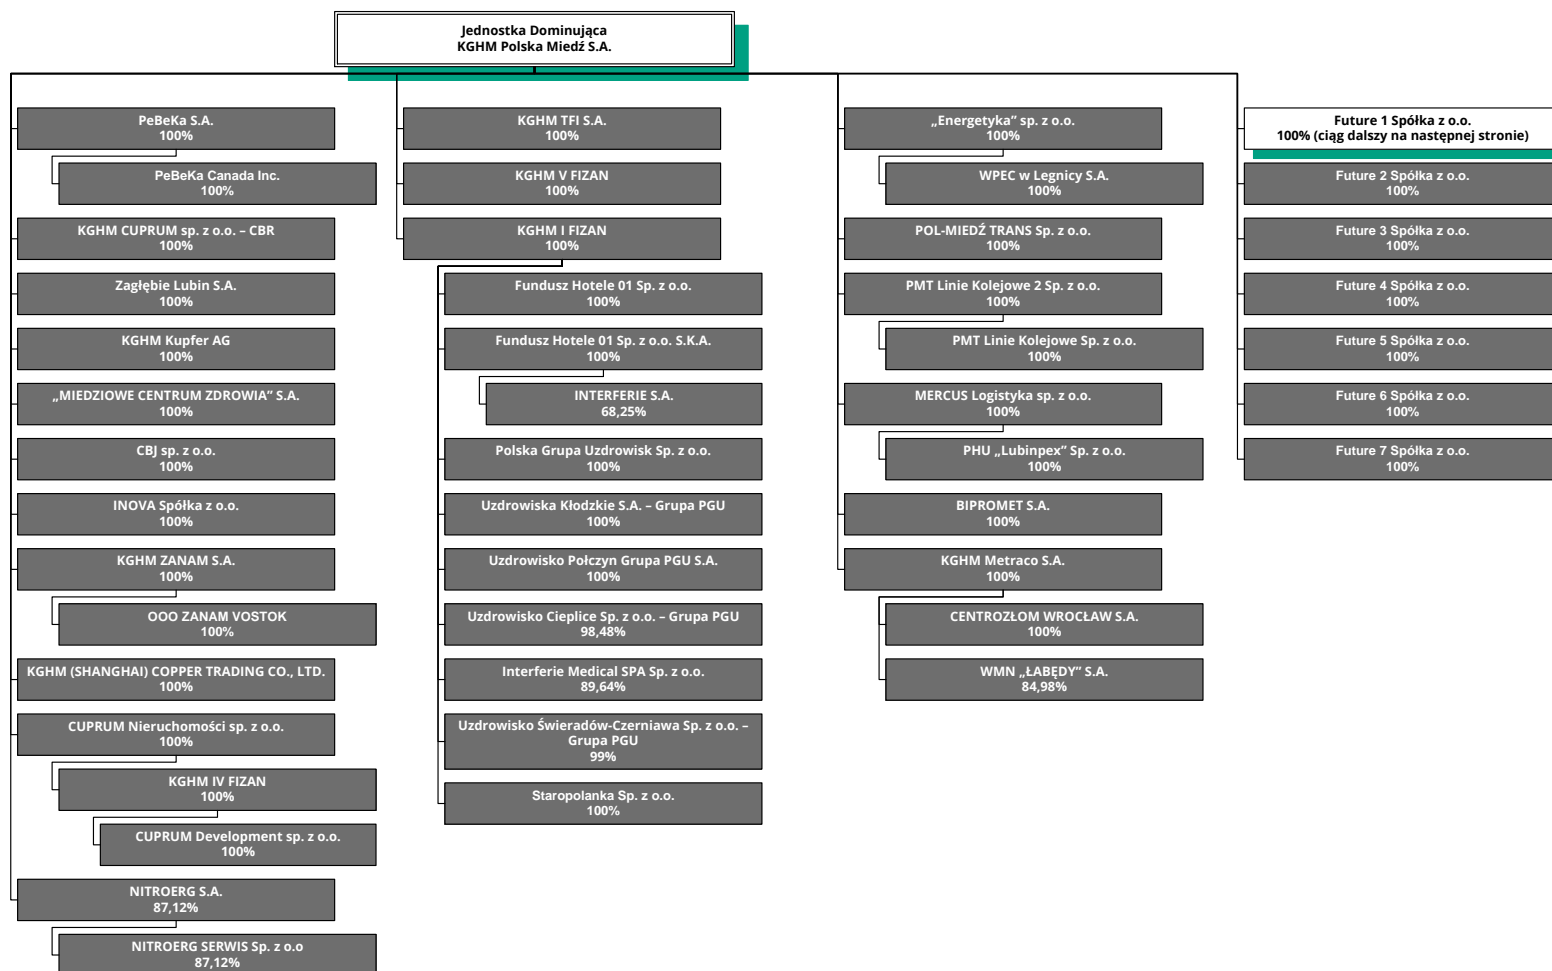 Jednostka Dominująca
KGHM Polska Miedź S.A.
PeBeKa S.A.
100%
PeBeKa Canada Inc.
100%
KGHM CUPRUM sp. z o.o. – CBR
100%
Zagłębie Lubin S.A.
100%
KGHM Kupfer AG
100%
„MIEDZIOWE CENTRUM ZDROWIA” S.A.
100%
CBJ sp. z o.o.
100%
INOVA Spółka z o.o.
100%
KGHM ZANAM S.A.
100%
OOO ZANAM VOSTOK
100%
KGHM (SHANGHAI) COPPER TRADING CO., LTD.
100%
CUPRUM Nieruchomości sp. z o.o.
100%
KGHM IV FIZAN
100%
CUPRUM Development sp. z o.o.
100%
NITROERG S.A.
87,12%
NITROERG SERWIS Sp. z o.o
87,12%
KGHM TFI S.A.
100%
KGHM V FIZAN
100%
KGHM I FIZAN
100%
Fundusz Hotele 01 Sp. z o.o.
100%
Fundusz Hotele 01 Sp. z o.o. S.K.A.
100%
INTERFERIE S.A.
68,25%
Polska Grupa Uzdrowisk Sp. z o.o.
100%
Uzdrowiska Kłodzkie S.A. – Grupa PGU
100%
Uzdrowisko Połczyn Grupa PGU S.A.
100%
Uzdrowisko Cieplice Sp. z o.o. – Grupa PGU
98,48%
Interferie Medical SPA Sp. z o.o.
89,64%
Uzdrowisko Świeradów-Czerniawa Sp. z o.o. –
Grupa PGU
99%
Staropolanka Sp. z o.o.
100%
„Energetyka” sp. z o.o.
100%
WPEC w Legnicy S.A.
100%
POL-MIEDŹ TRANS Sp. z o.o.
100%
PMT Linie Kolejowe 2 Sp. z o.o.
100%
PMT Linie Kolejowe Sp. z o.o.
100%
MERCUS Logistyka sp. z o.o.
100%
PHU „Lubinpex” Sp. z o.o.
100%
BIPROMET S.A.
100%
KGHM Metraco S.A.
100%
CENTROZŁOM WROCŁAW S.A.
100%
WMN „ŁABĘDY” S.A.
84,98%
Future 1 Spółka z o.o.
100% (ciąg dalszy na następnej stronie)
Future 2 Spółka z o.o.
100%
Future 3 Spółka z o.o.
100%
Future 4 Spółka z o.o.
100%
Future 5 Spółka z o.o.
100%
Future 6 Spółka z o.o.
100%
Future 7 Spółka z o.o.
100%